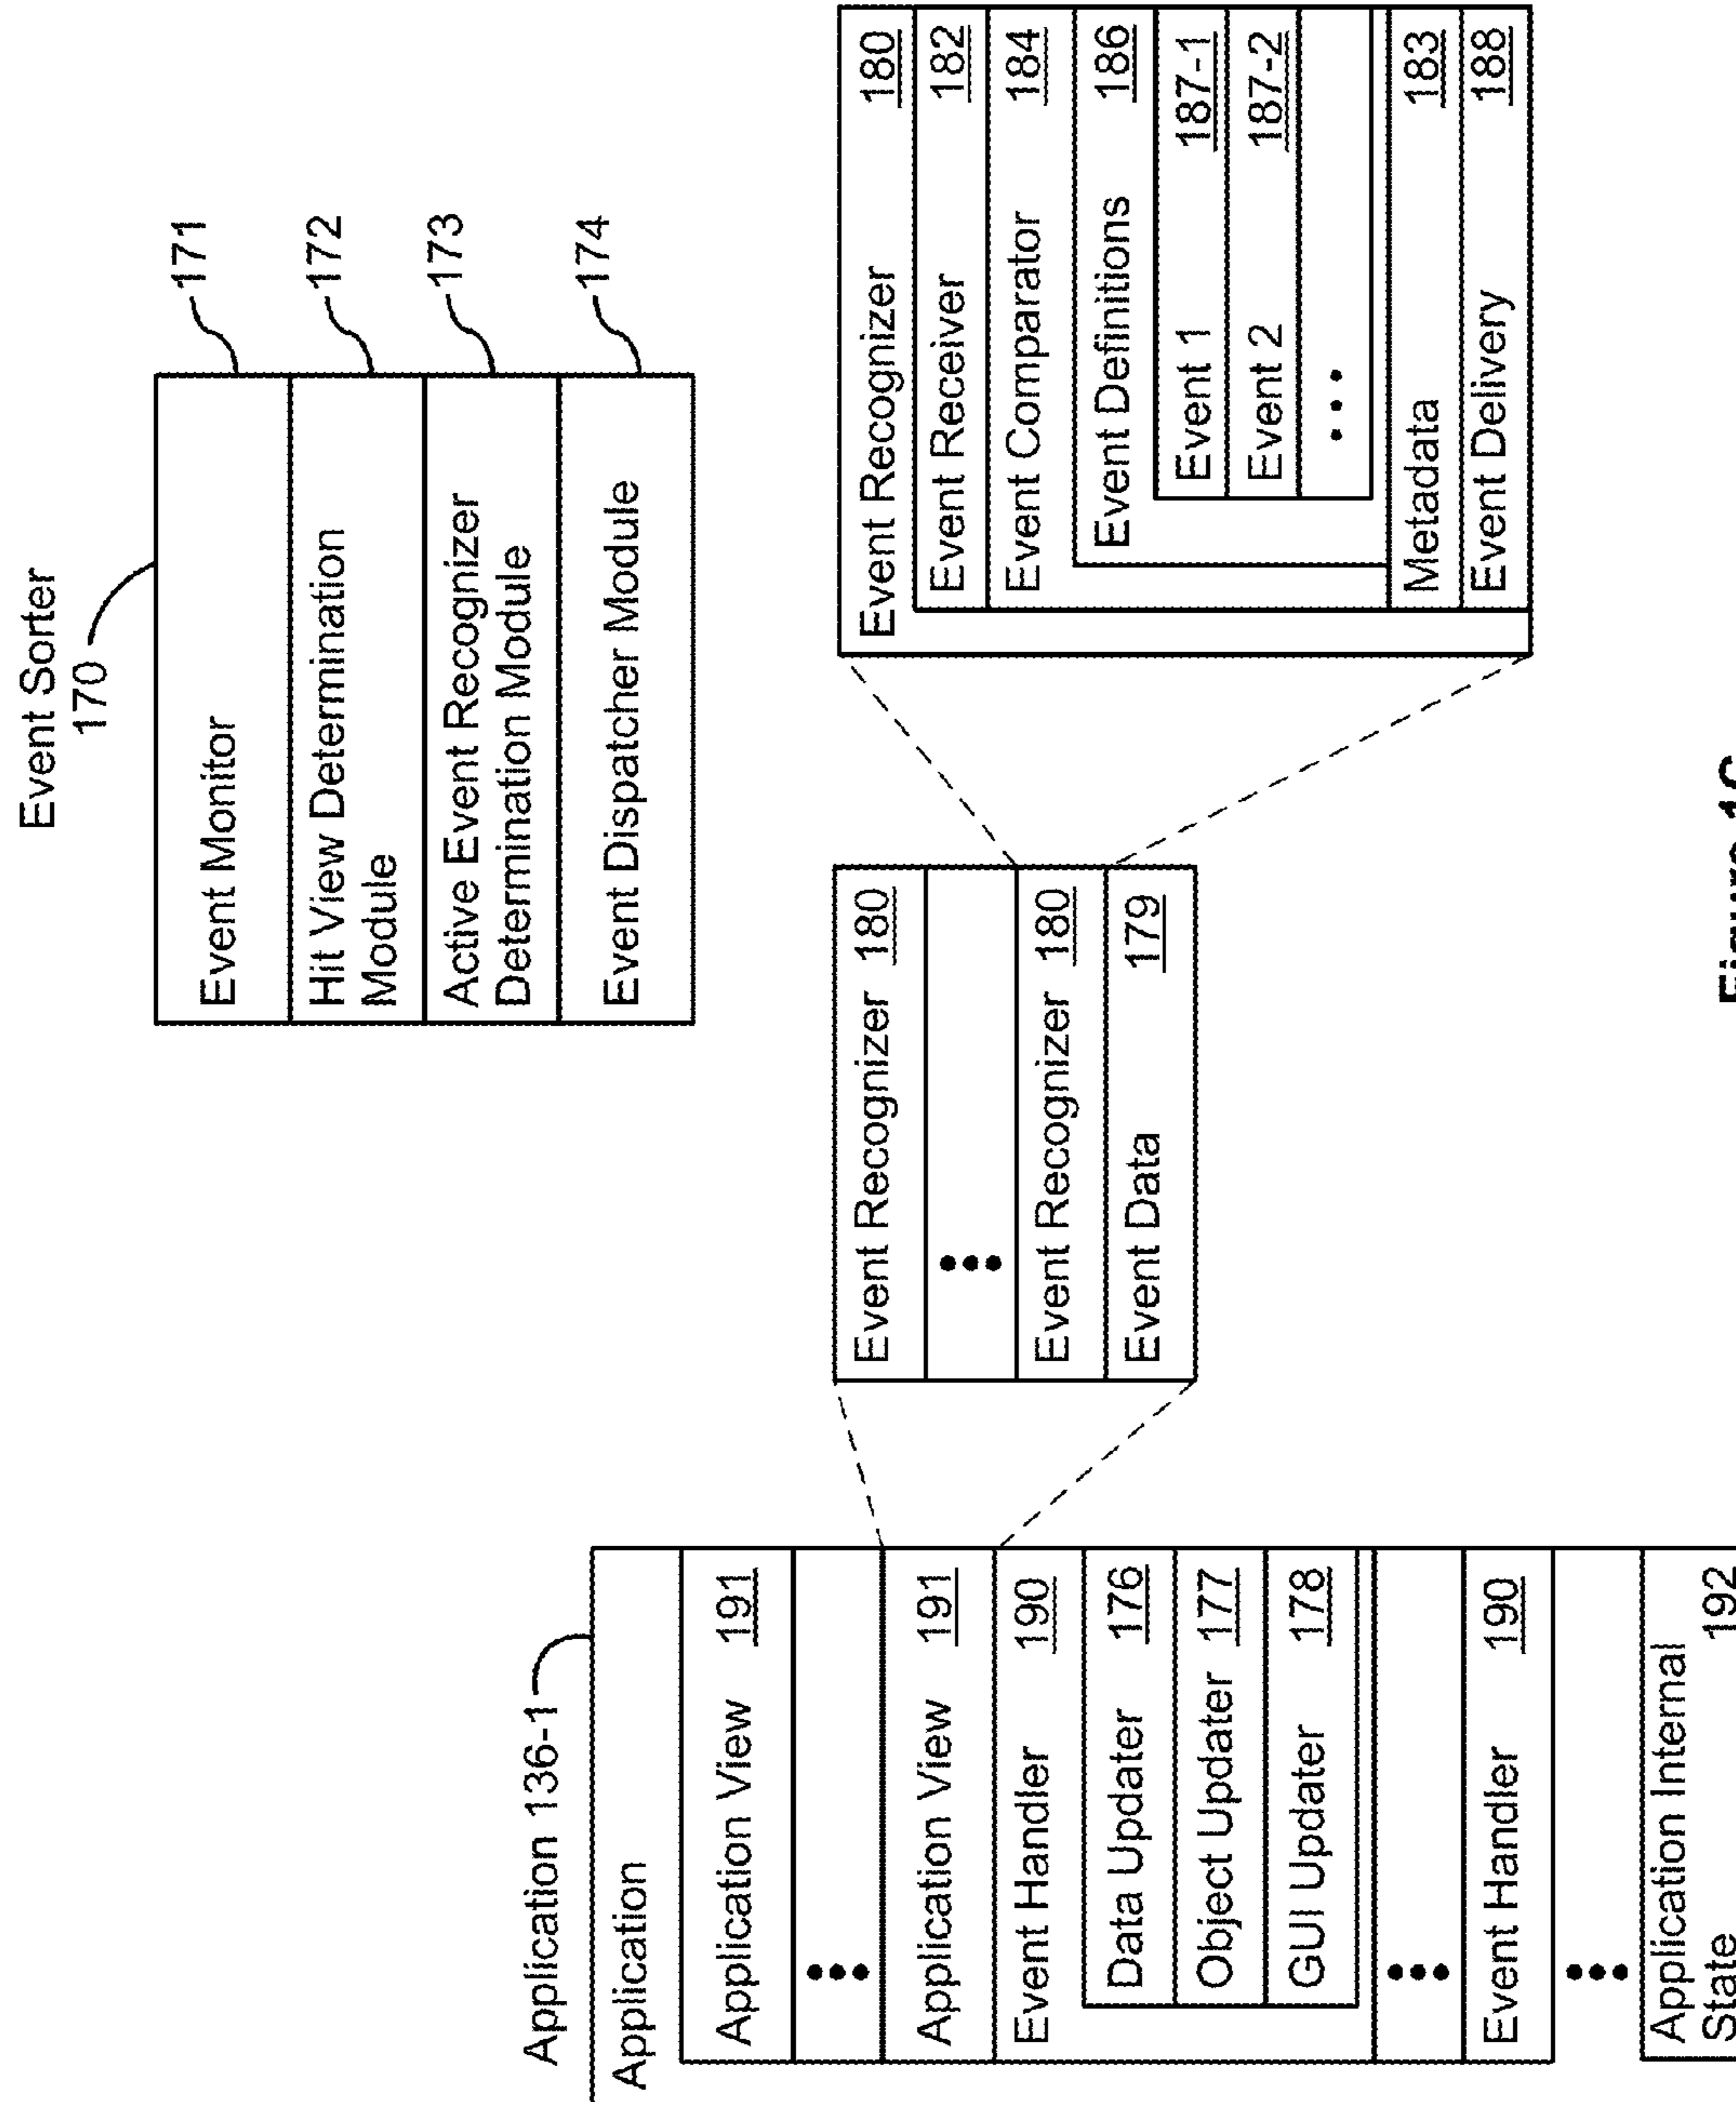 Event Sorter
170
Event Monitor
171
Hit View Determination
Module
172
Active Event Recognizer
Determination Module
173
Event Dispatcher Module
174
Application 136-1
Application
Application View 191
Application View 191
Event Handler 190
Data Updater 176
Object Updater 177
GUI Updater 178
Event Handler 190
Application Internal
State 192
Event Recognizer 180
Event Recognizer 180
Event Data 179
Event Recognizer 180
Event Receiver 182
Event Comparator 184
Event Definitions 186
Event 1 187-1
Event 2 187-2
Metadata 183
Event Delivery 188